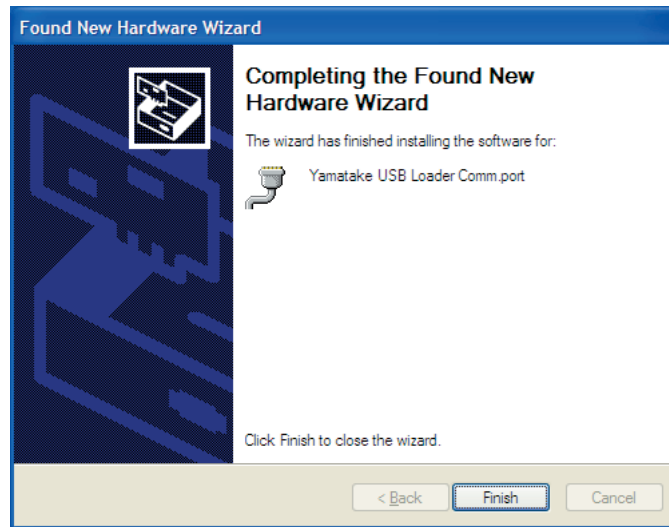 Found New Hardware Wizard
Completing the Found New
Hardware Wizard
The wizard has finished installing the software for:
Yamatake USB Loader Comm.port
Click Finish to close the wizard.
< Back
Finish
Cancel